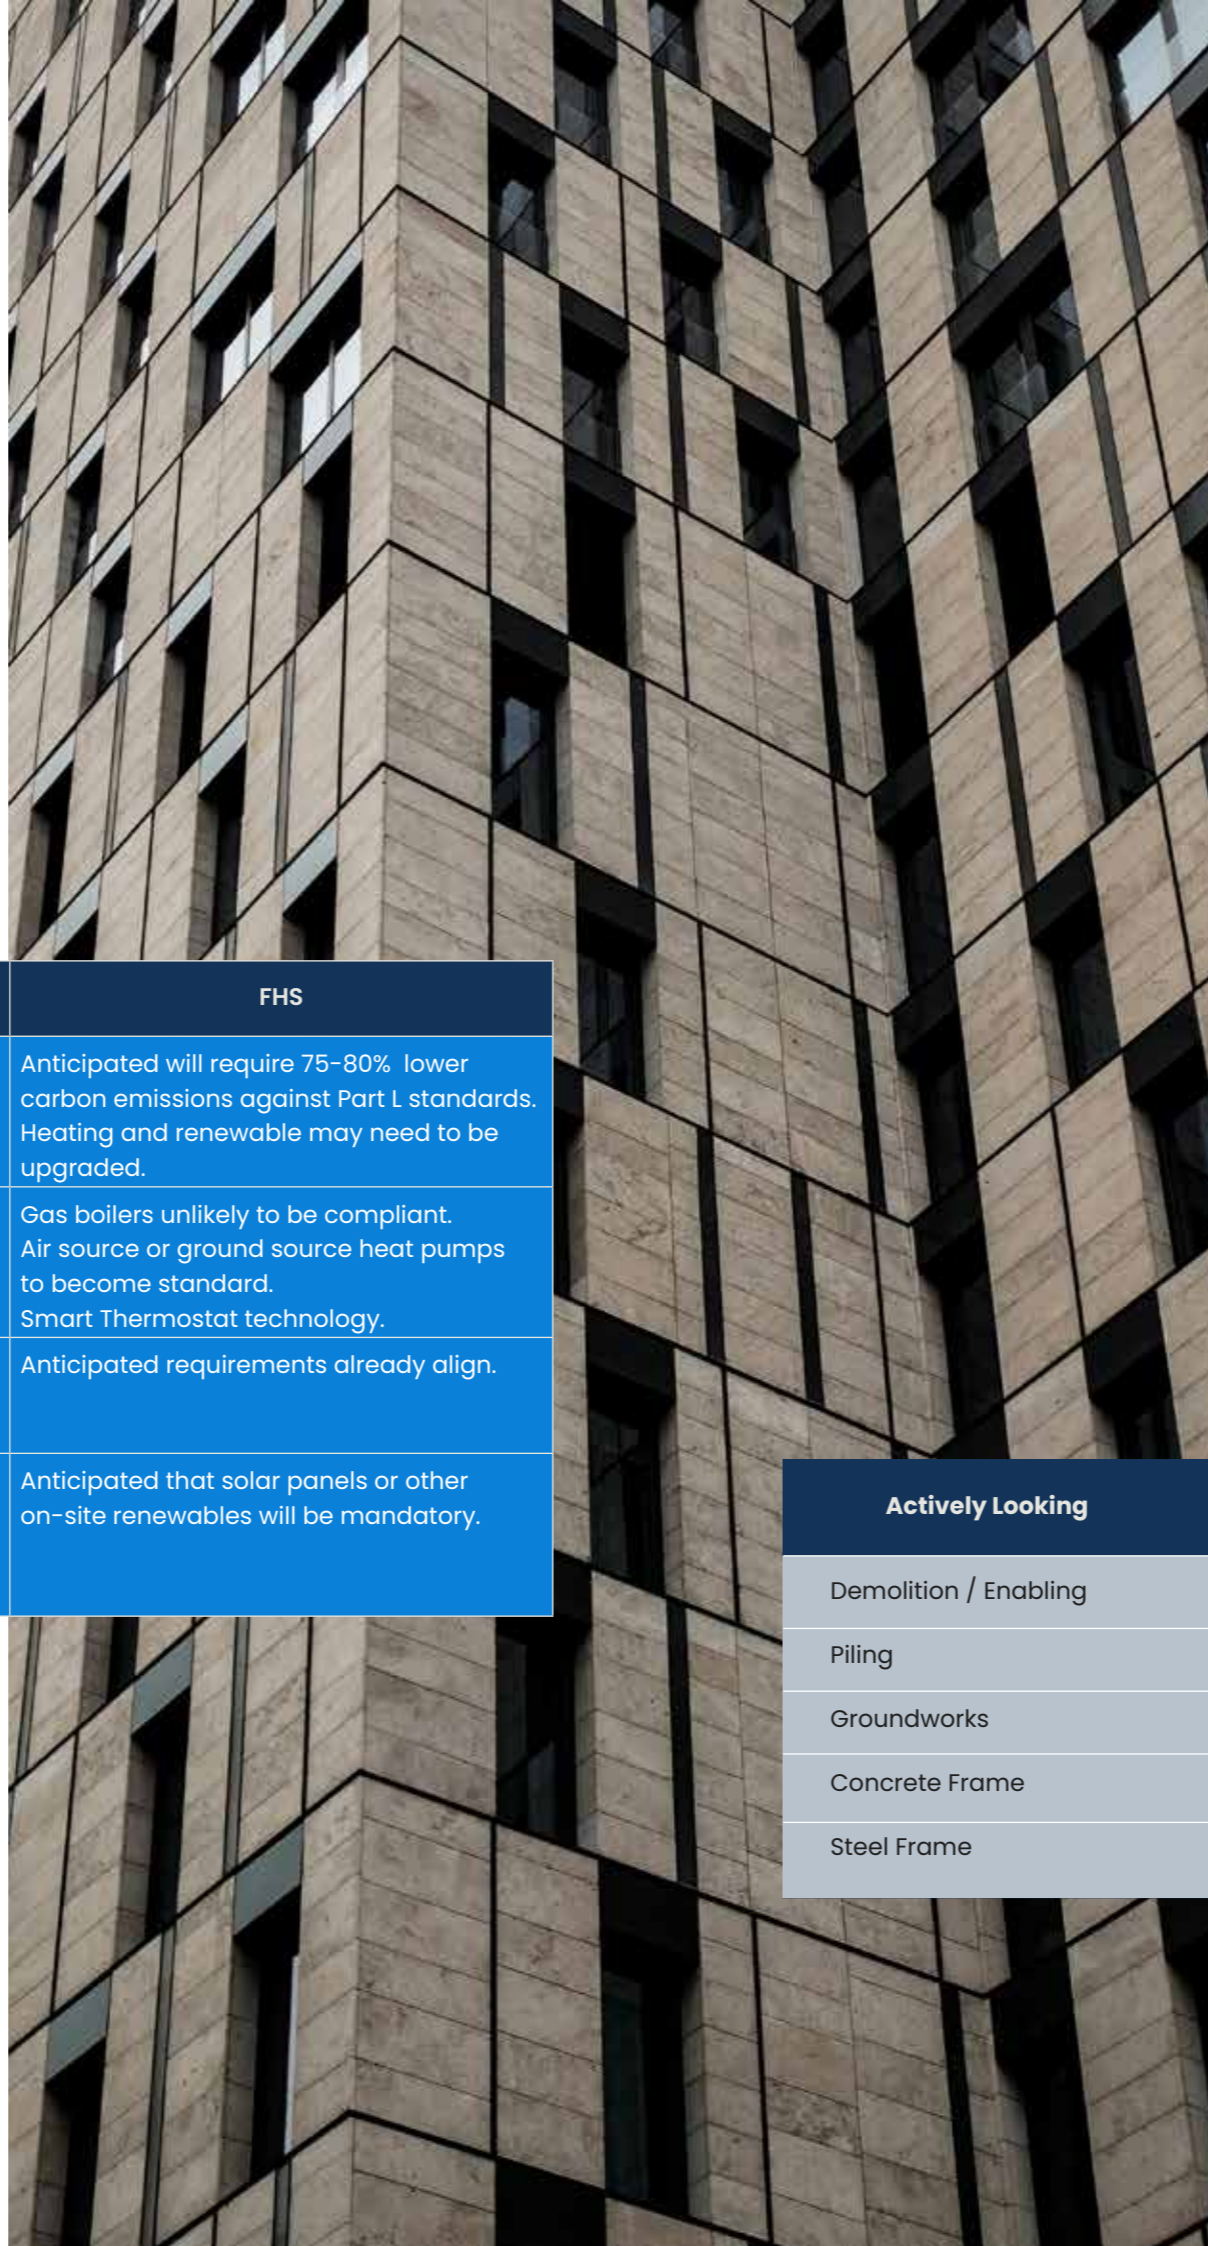 FHS
Anticipated will require 75-80% lower
carbon emissions against Part L standards.
Heating and renewable may need to be
upgraded.
Gas boilers unlikely to be compliant.
Air source or ground source heat pumps
to become standard.
Smart Thermostat technology.
Anticipated requirements already align.
Anticipated that solar panels or other
on-site renewables will be mandatory.
Actively Looking
Demolition / Enabling
Piling
Groundworks
Concrete Frame
Steel Frame